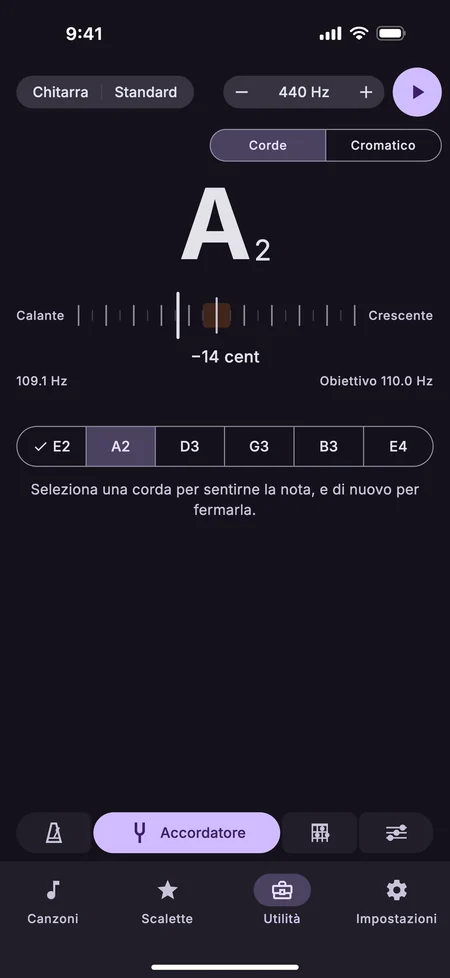 9:41
Chitarra Standard
440 Hz
Corde Cromatico
A2
Calante Crescente
−14 cent
109.1 Hz Obiettivo 110.0 Hz
E2 A2 D3 G3 B3 E4
Seleziona una corda per sentirne la nota, e di nuovo per
fermarla.
Accordatore
Canzoni Scalette Utilità Impostazioni